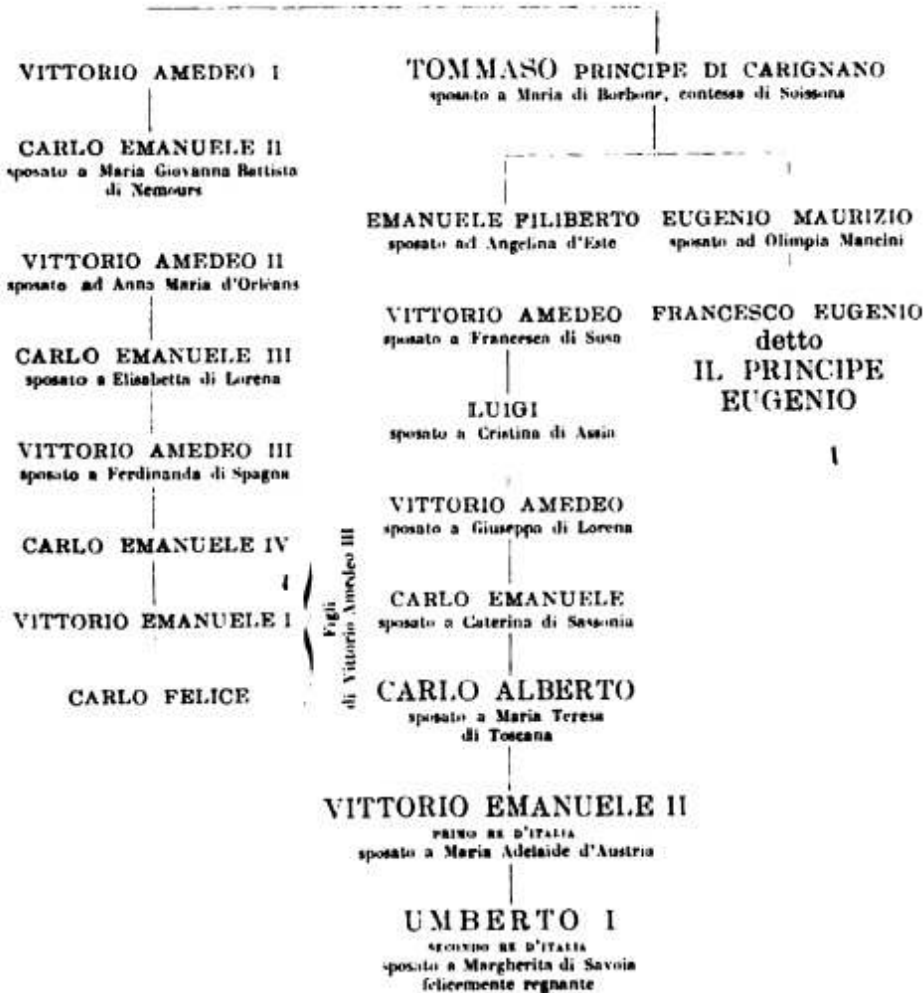 VITTORIO AMEDEO I
CARLO EMANUELE II
sposato a Maria Giovanna Battista
di Nemours
VITTORIO AMEDEO II
sposato ad Anna Maria d'Orléans
CARLO EMANUELE III
sposato a Elisabetta di Lorena
VITTORIO AMEDEO III
sposato a Ferdinanda di Spagna
CARLO EMANUELE IV
VITTORIO EMANUELE I
CARLO FELICE
Figli
di Vittorio Amedeo III
TOMMASO PRINCIPE DI CARIGNANO
sposato a Maria di Borbone, contessa di Soissons
EMANUELE FILIBERTO
sposato ad Angelina d'Este
VITTORIO AMEDEO
sposato a Francesca di Susa
LUIGI
sposato a Cristina di Assia
VITTORIO AMEDEO
sposato a Giuseppa di Lorena
CARLO EMANUELE
sposato a Caterina di Sassonia
CARLO ALBERTO
sposato a Maria Teresa
di Toscana
VITTORIO EMANUELE II
PRIMO RE D'ITALIA
sposato a Maria Adelaide d'Austria
UMBERTO I
SECONDO RE D'ITALIA
sposato a Margherita di Savoia
felicemente regnante
EUGENIO MAURIZIO
sposato ad Olimpia Mancini
FRANCESCO EUGENIO
detto
IL PRINCIPE
EUGENIO